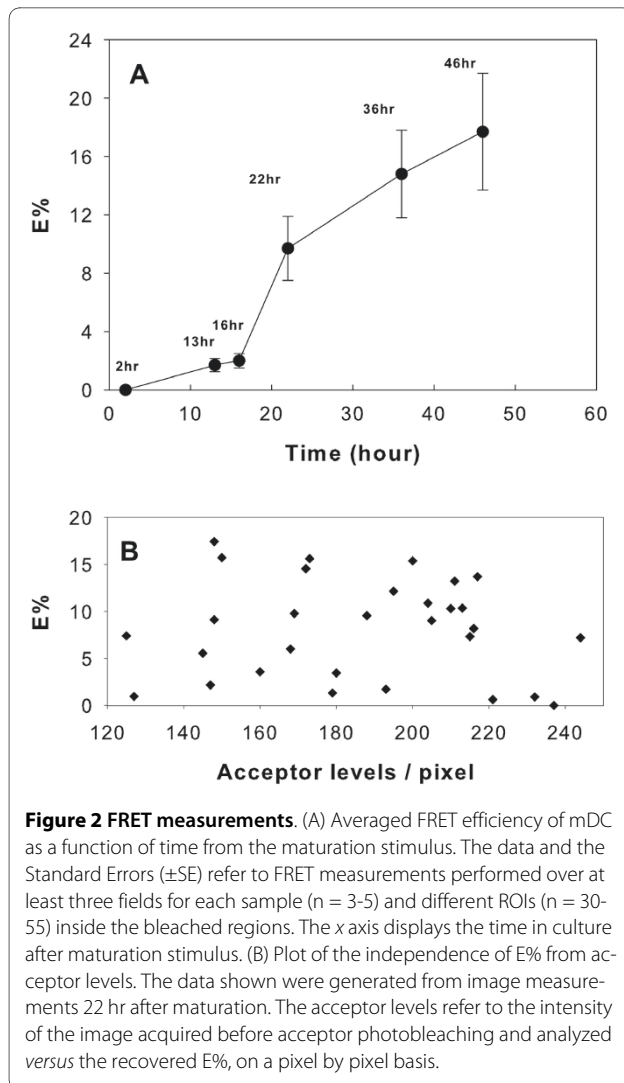 24
20
16
12
8
4
0
E%
A
2hr
13hr
16hr
22hr
36hr
46hr
0 10 20 30 40 50 60
Time (hour)
20
15
10
5
0
E%
B
120 140 160 180 200 220 240
Acceptor levels / pixel
Figure 2 FRET measurements. (A) Averaged FRET efficiency of mDC
as a function of time from the maturation stimulus. The data and the
Standard Errors (±SE) refer to FRET measurements performed over at
least three fields for each sample (n = 3-5) and different ROIs (n = 30-
55) inside the bleached regions. The x axis displays the time in culture
after maturation stimulus. (B) Plot of the independence of E% from ac-
ceptor levels. The data shown were generated from image measure-
ments 22 hr after maturation. The acceptor levels refer to the intensity
of the image acquired before acceptor photobleaching and analyzed
versus the recovered E%, on a pixel by pixel basis.